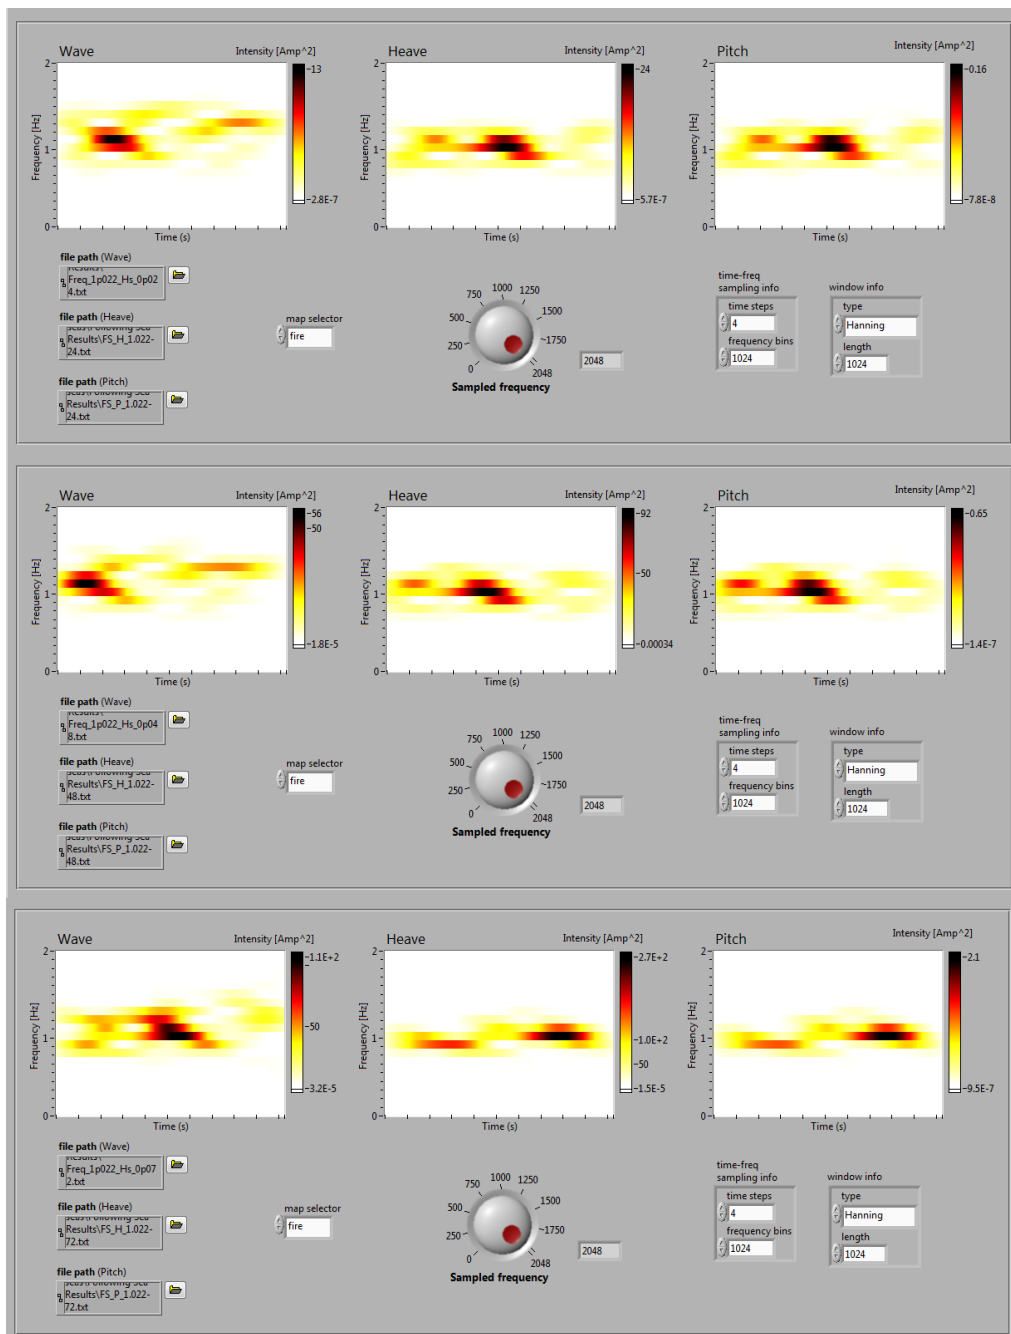 Wave Intensity [Amp^2] Heave Intensity [Amp^2] Pitch Intensity [Amp^2]
2 13 2 24 2 0.16
Frequency [Hz] 1 Frequency [Hz] 1 Frequency [Hz] 1
2.8E-7 5.7E-7 7.8E-8
0 0 0
Time (s) Time (s) Time (s)
file path (Wave)
Freq_1p022_Hs_0p02
4.txt
file path (Heave)
Results\FS_H_1.022-
24.txt
file path (Pitch)
Results\FS_P_1.022-
24.txt
map selector
fire
0 250 500 750 1000 1250 1500 1750 2048
2048
Sampled frequency
time-freq
sampling info
time steps
4
frequency bins
1024
window info
type
Hanning
length
1024
Wave Intensity [Amp^2] Heave Intensity [Amp^2] Pitch Intensity [Amp^2]
2 56 2 92 2 0.65
50
Frequency [Hz] 1 50 Frequency [Hz] 1 Frequency [Hz] 1
1.8E-5 0.00034 1.4E-7
0 0 0
Time (s) Time (s) Time (s)
file path (Wave)
Freq_1p022_Hs_0p04
8.txt
file path (Heave)
Results\FS_H_1.022-
48.txt
file path (Pitch)
Results\FS_P_1.022-
48.txt
map selector
fire
0 250 500 750 1000 1250 1500 1750 2048
2048
Sampled frequency
time-freq
sampling info
time steps
4
frequency bins
1024
window info
type
Hanning
length
1024
Wave Intensity [Amp^2] Heave Intensity [Amp^2] Pitch Intensity [Amp^2]
2 1.1E+2 2 2.7E+2 2 2.1
Frequency [Hz] 1 50 Frequency [Hz] 1 1.0E+2 Frequency [Hz] 1
50
3.2E-5 1.5E-5 9.5E-7
0 0 0
Time (s) Time (s) Time (s)
file path (Wave)
Freq_1p022_Hs_0p07
2.txt
file path (Heave)
Results\FS_H_1.022-
72.txt
file path (Pitch)
Results\FS_P_1.022-
72.txt
map selector
fire
0 250 500 750 1000 1250 1500 1750 2048
2048
Sampled frequency
time-freq
sampling info
time steps
4
frequency bins
1024
window info
type
Hanning
length
1024